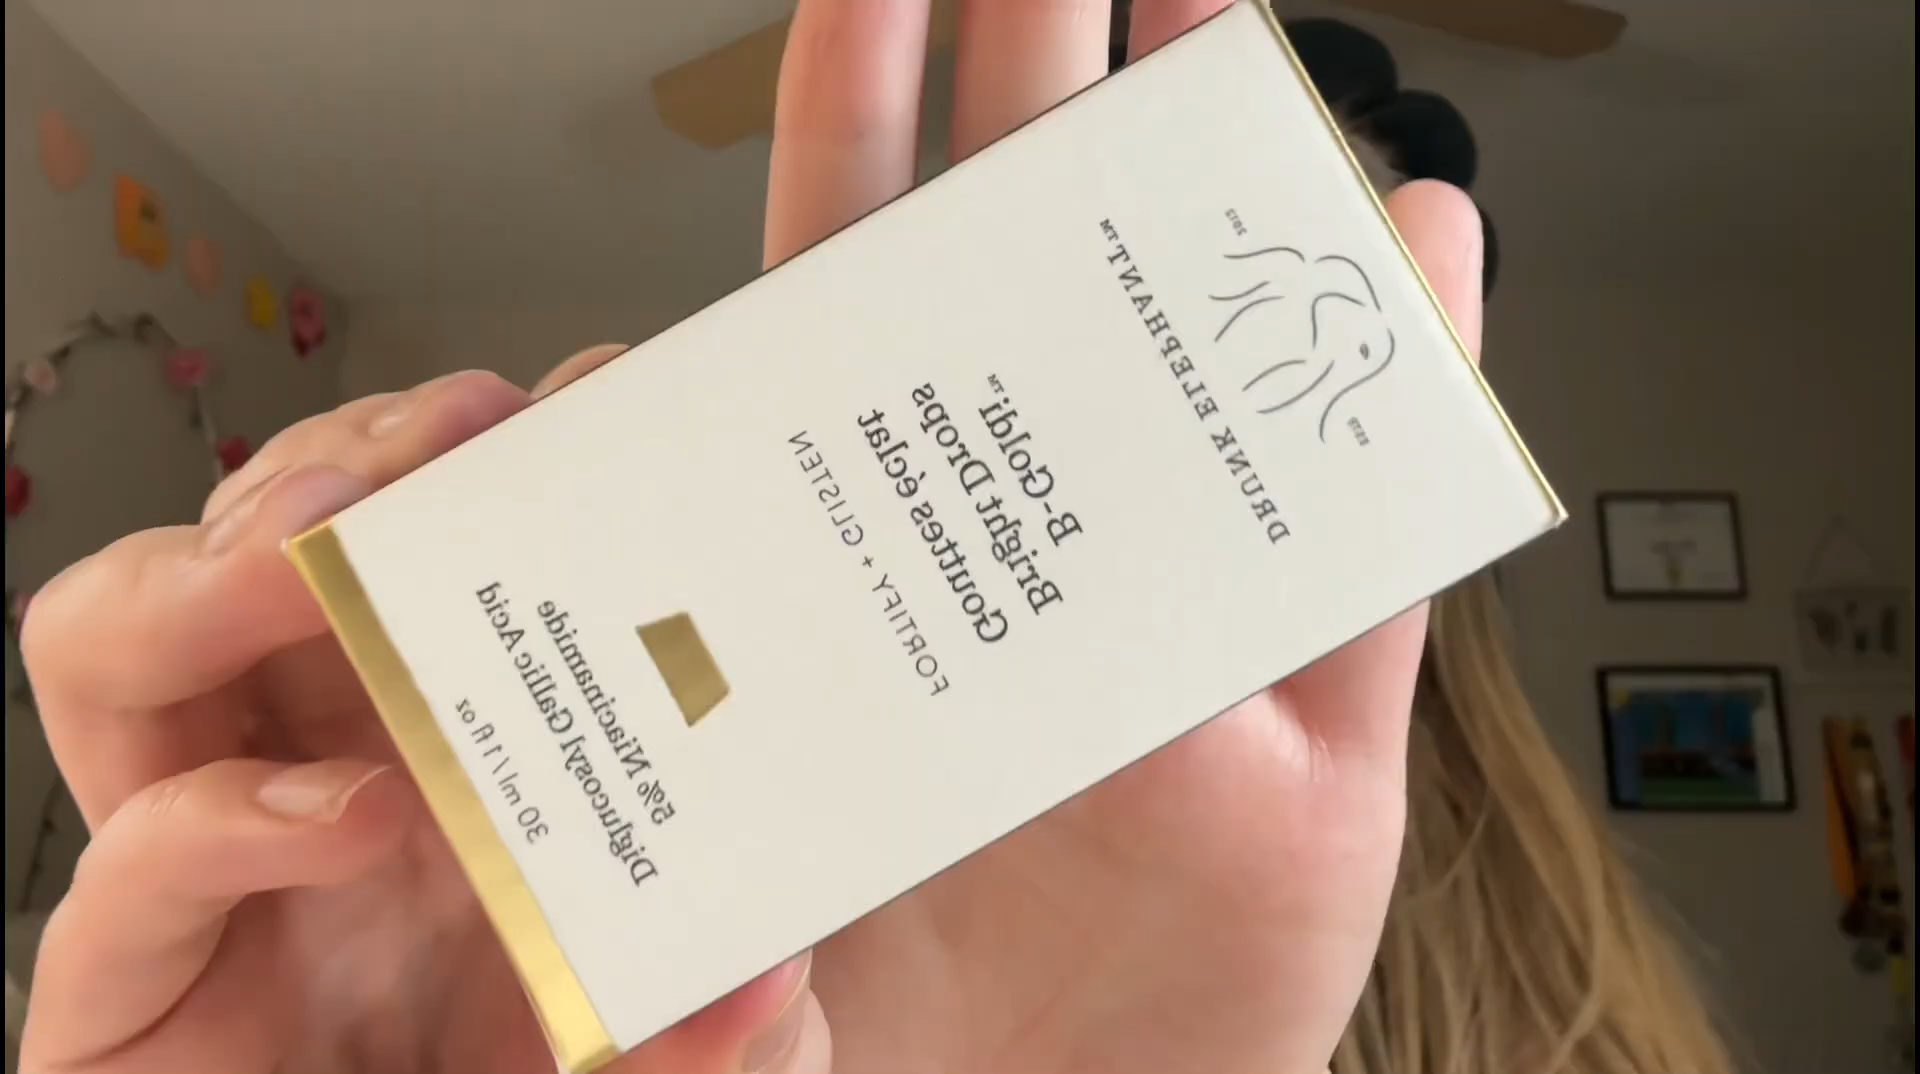 DRUNK ELEPHANT™
B-Goldi™
Bright Drops
Gouttes éclat
FORTIFY + GLISTEN
5% Niacinamide
Diglucosyl Gallic Acid
30 ml / 1 fl oz